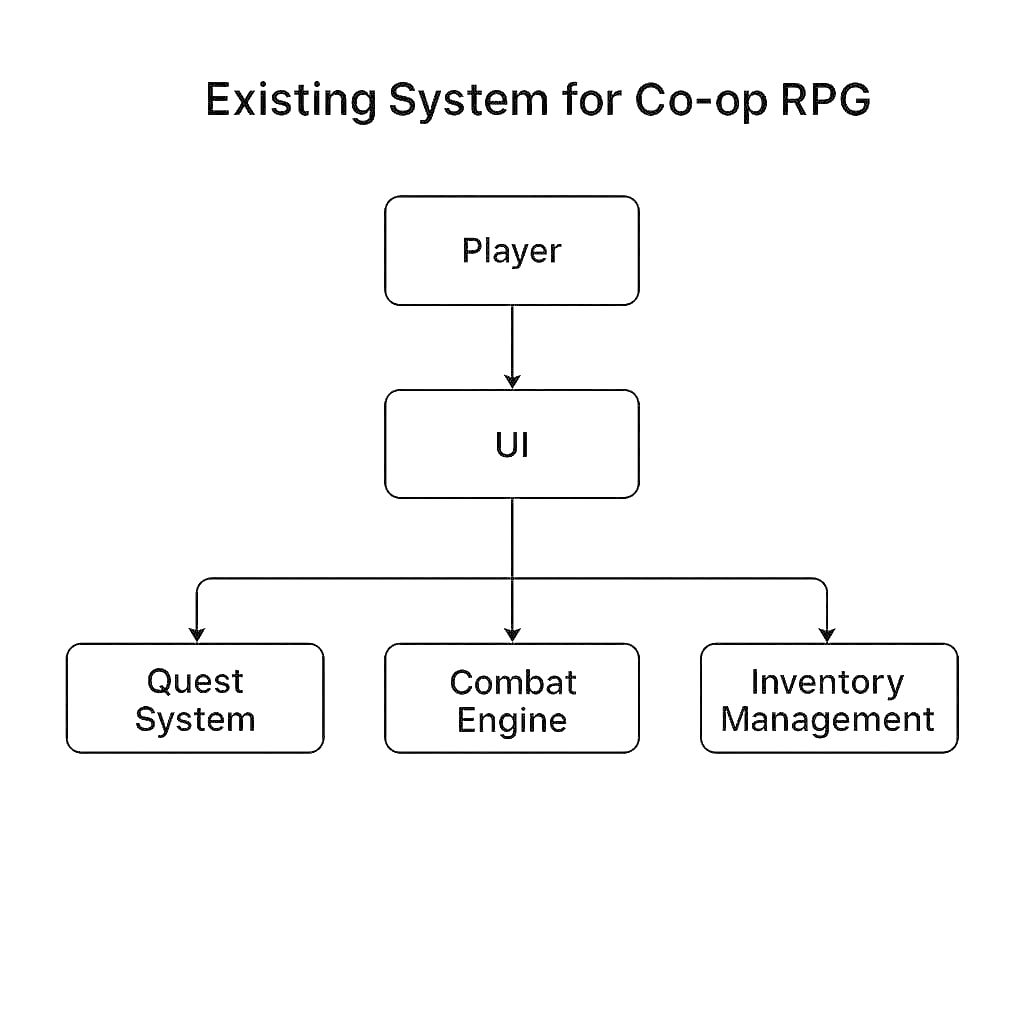 Existing System for Co-op RPG
Player
UI
Quest
System
Combat
Engine
Inventory
Management